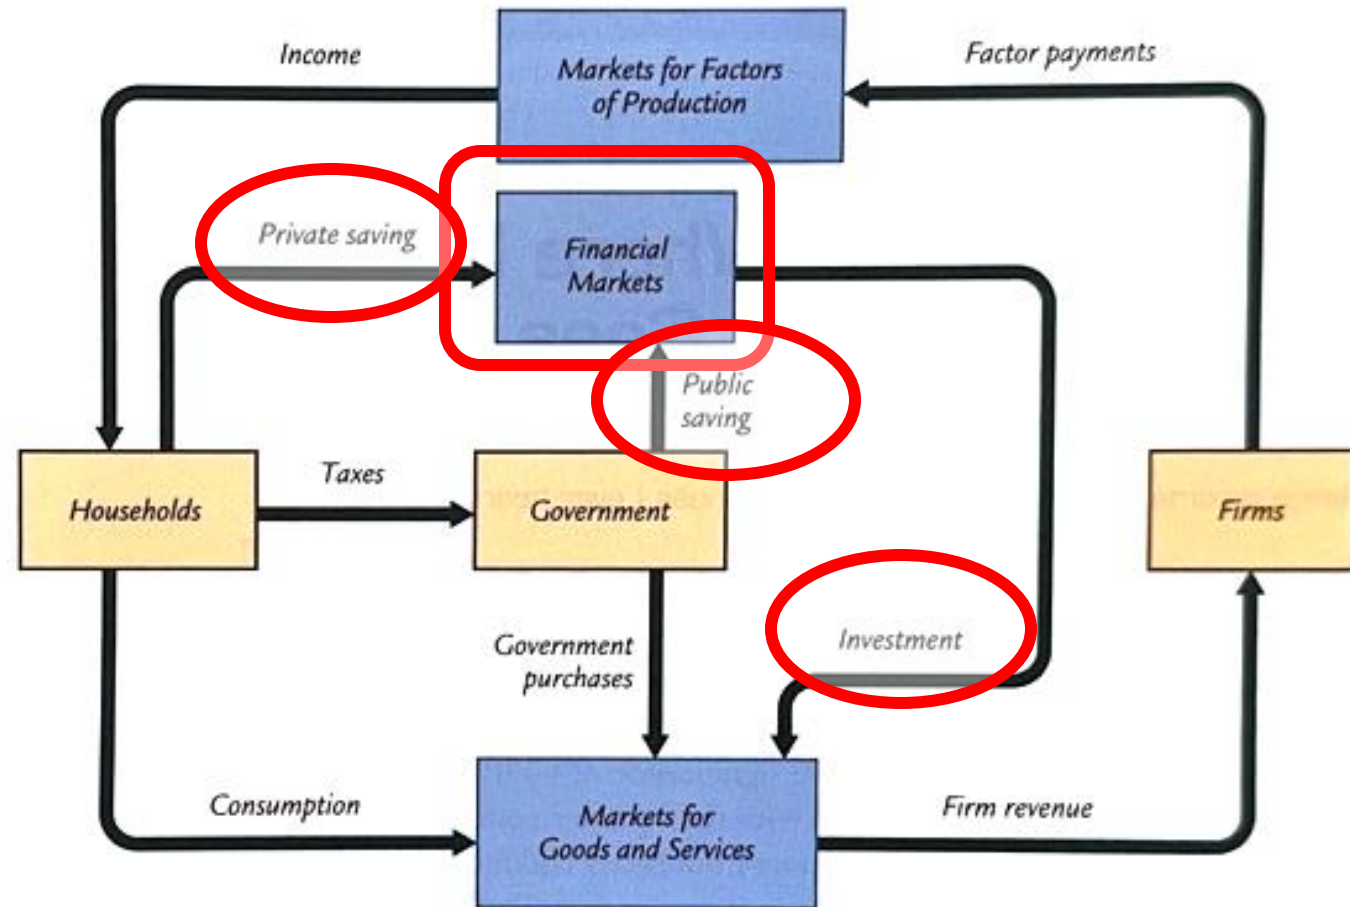 Income
Factor payments
Markets for Factors
of Production
Private saving
Financial
Markets
Public
saving
Households
Taxes
Government
Firms
Government
purchases
Investment
Consumption
Markets for
Goods and Services
Firm revenue